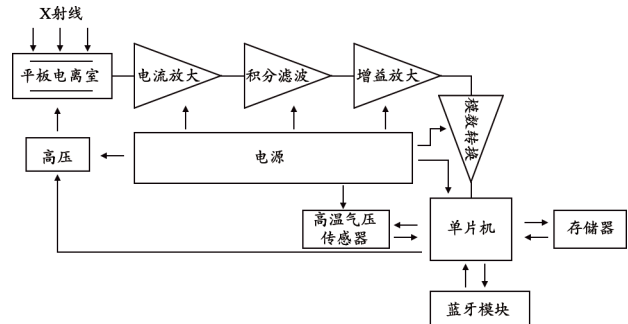 X射线
平板电离室
电流放大
积分滤波
增益放大
模数转换
高压
电源
高温气压
传感器
单片机
存储器
蓝牙模块